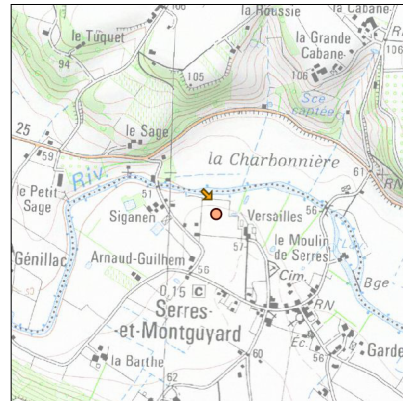 la Roussie
la Cabane
le Tuquet
la Grande
Cabane
106
94
105
106
Sce
captée
25
le Sage
59
la Charbonnière
61
RN
Riv
le Petit
Sage
51
Siganen
Versailles
56
57
le Moulin
de Serres
Génillac
Arnaud-Guilhem
56
Cim.
Bge
0.15
C
Serres-
-et-Montguyard
RN
Ec.
56
Garde
la Barthe
60
62